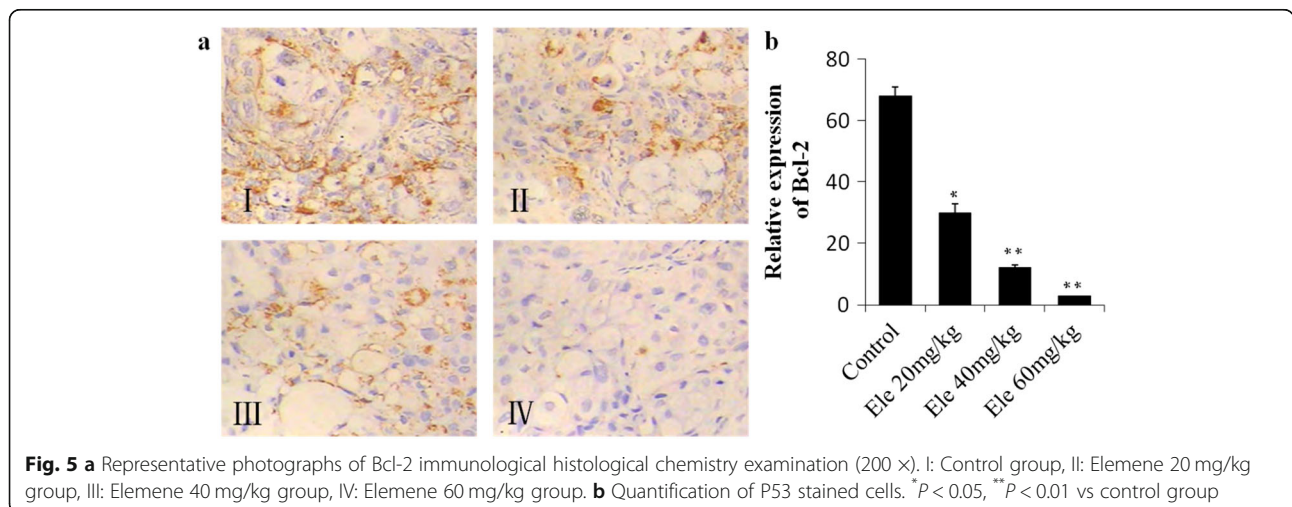 a
b
I
II
III
IV
Relative expression
of Bcl-2
80
60
40
20
0
*
**
**
Control
Ele 20mg/kg
Ele 40mg/kg
Ele 60mg/kg
Fig. 5 a Representative photographs of Bcl-2 immunological histological chemistry examination (200 ×). I: Control group, II: Elemene 20 mg/kg
group, III: Elemene 40 mg/kg group, IV: Elemene 60 mg/kg group. b Quantification of P53 stained cells. *P < 0.05, **P < 0.01 vs control group